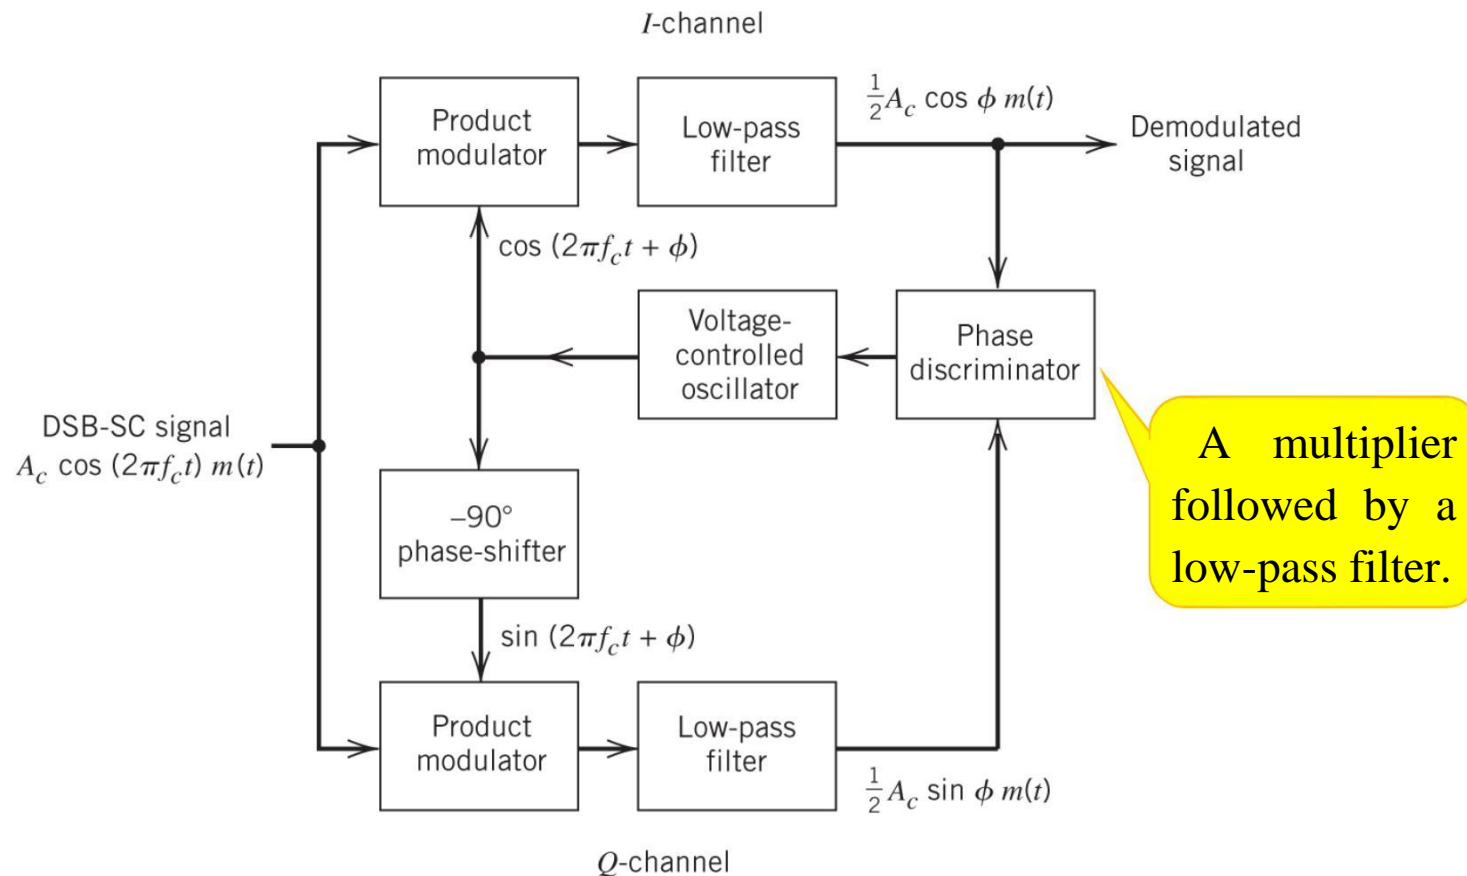 I-channel
Product
modulator
Low-pass
filter
½A_c cos ϕ m(t)
Demodulated
signal
cos (2πf_ct + ϕ)
Voltage-
controlled
oscillator
Phase
discriminator
DSB-SC signal
A_c cos (2πf_ct) m(t)
A multiplier
followed by a
low-pass filter.
–90°
phase-shifter
sin (2πf_ct + ϕ)
Product
modulator
Low-pass
filter
½A_c sin ϕ m(t)
Q-channel